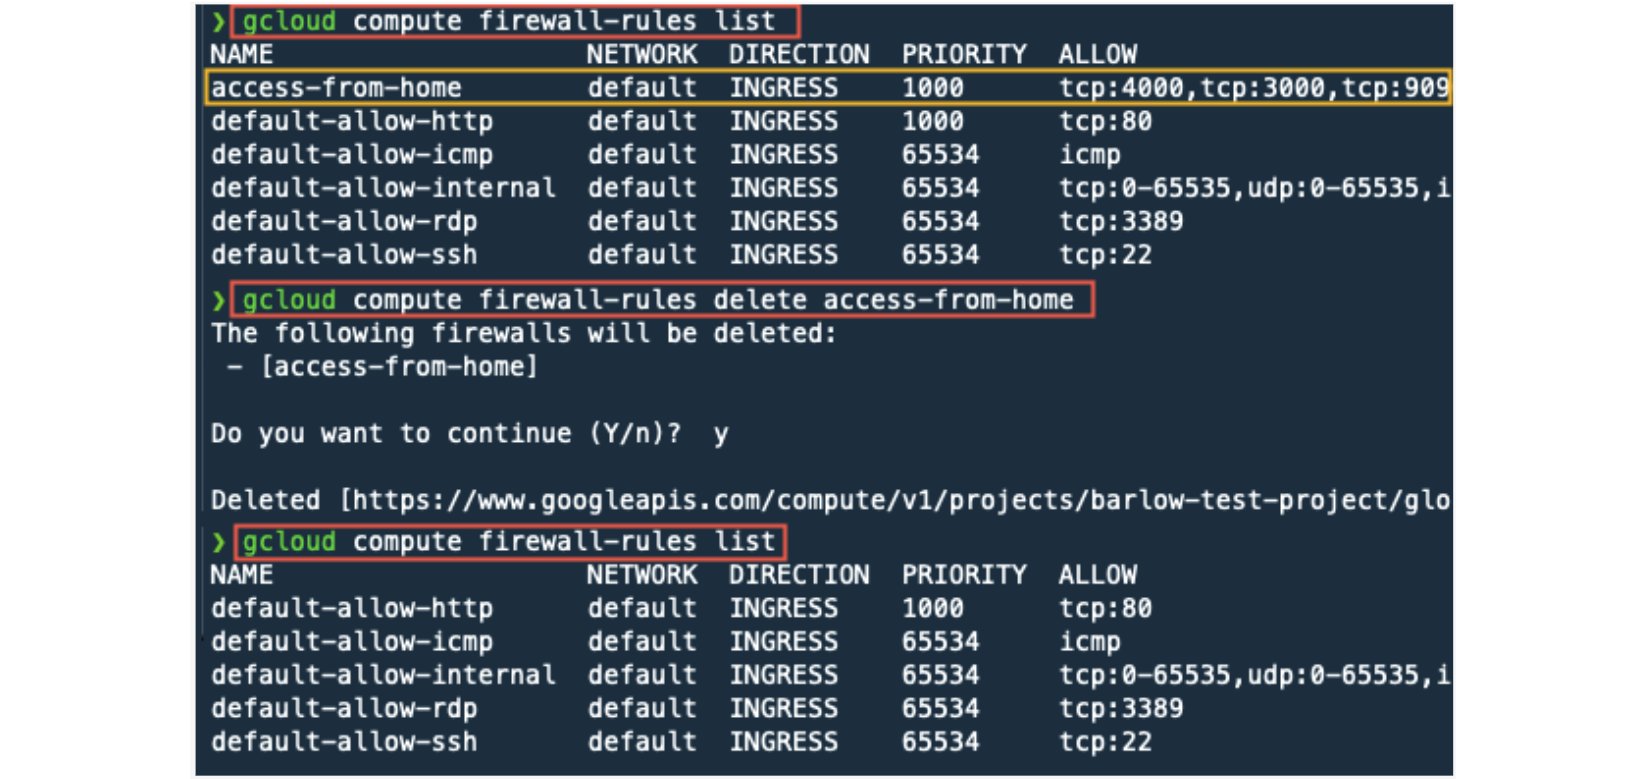 ❯ gcloud compute firewall-rules list
NAME NETWORK DIRECTION PRIORITY ALLOW
access-from-home default INGRESS 1000 tcp:4000,tcp:3000,tcp:909
default-allow-http default INGRESS 1000 tcp:80
default-allow-icmp default INGRESS 65534 icmp
default-allow-internal default INGRESS 65534 tcp:0-65535,udp:0-65535,i
default-allow-rdp default INGRESS 65534 tcp:3389
default-allow-ssh default INGRESS 65534 tcp:22
❯ gcloud compute firewall-rules delete access-from-home
The following firewalls will be deleted:
- [access-from-home]
Do you want to continue (Y/n)? y
Deleted [https://www.googleapis.com/compute/v1/projects/barlow-test-project/glo
❯ gcloud compute firewall-rules list
NAME NETWORK DIRECTION PRIORITY ALLOW
default-allow-http default INGRESS 1000 tcp:80
default-allow-icmp default INGRESS 65534 icmp
default-allow-internal default INGRESS 65534 tcp:0-65535,udp:0-65535,i
default-allow-rdp default INGRESS 65534 tcp:3389
default-allow-ssh default INGRESS 65534 tcp:22